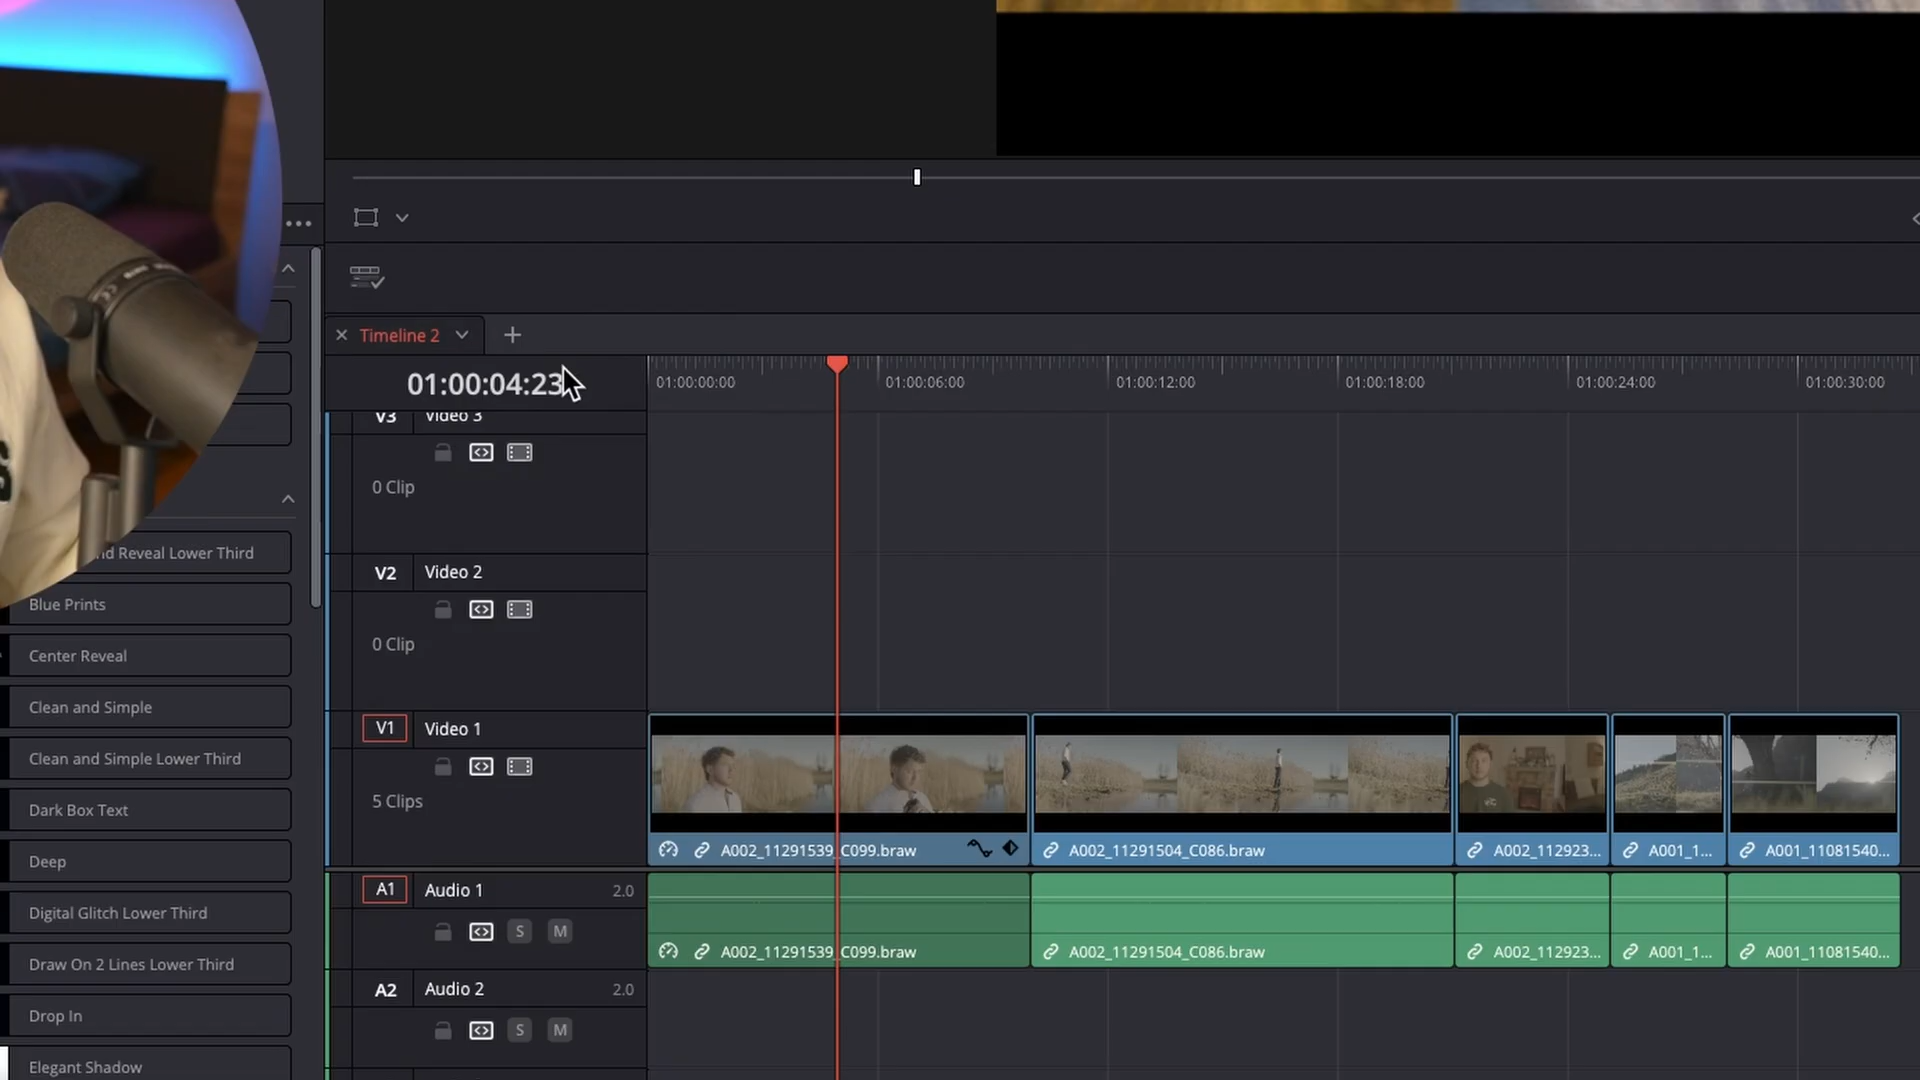 Timeline 2
01:00:04:23
01:00:00:00
01:00:06:00
01:00:12:00
01:00:18:00
01:00:24:00
01:00:30:00
V3 Video 3
0 Clip
V2 Video 2
0 Clip
V1 Video 1
5 Clips
A002_11291539_C099.braw
A002_11291504_C086.braw
A002_112923...
A001_1...
A001_11081540...
A1 Audio 1 2.0
S M
A002_11291539_C099.braw
A002_11291504_C086.braw
A002_112923...
A001_1...
A001_11081540...
A2 Audio 2 2.0
S M
Reveal Lower Third
Blue Prints
Center Reveal
Clean and Simple
Clean and Simple Lower Third
Dark Box Text
Deep
Digital Glitch Lower Third
Draw On 2 Lines Lower Third
Drop In
Elegant Shadow